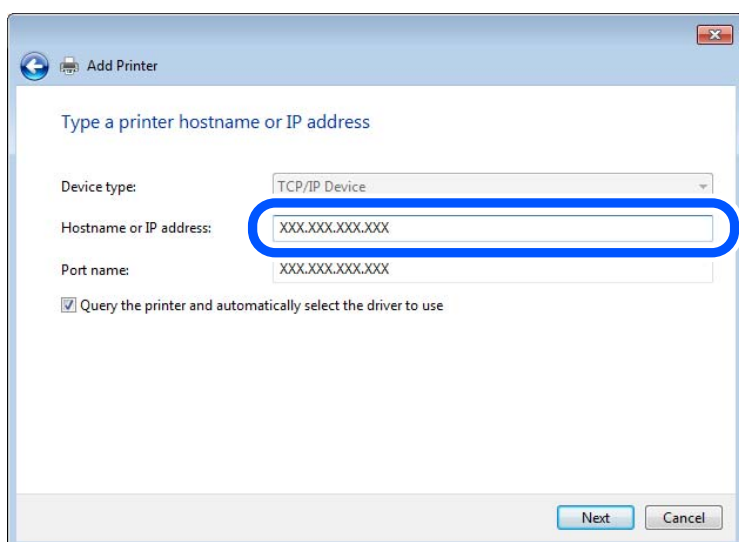 Add Printer
Type a printer hostname or IP address
Device type: TCP/IP Device
Hostname or IP address: XXX.XXX.XXX.XXX
Port name: XXX.XXX.XXX.XXX
Query the printer and automatically select the driver to use
Next Cancel